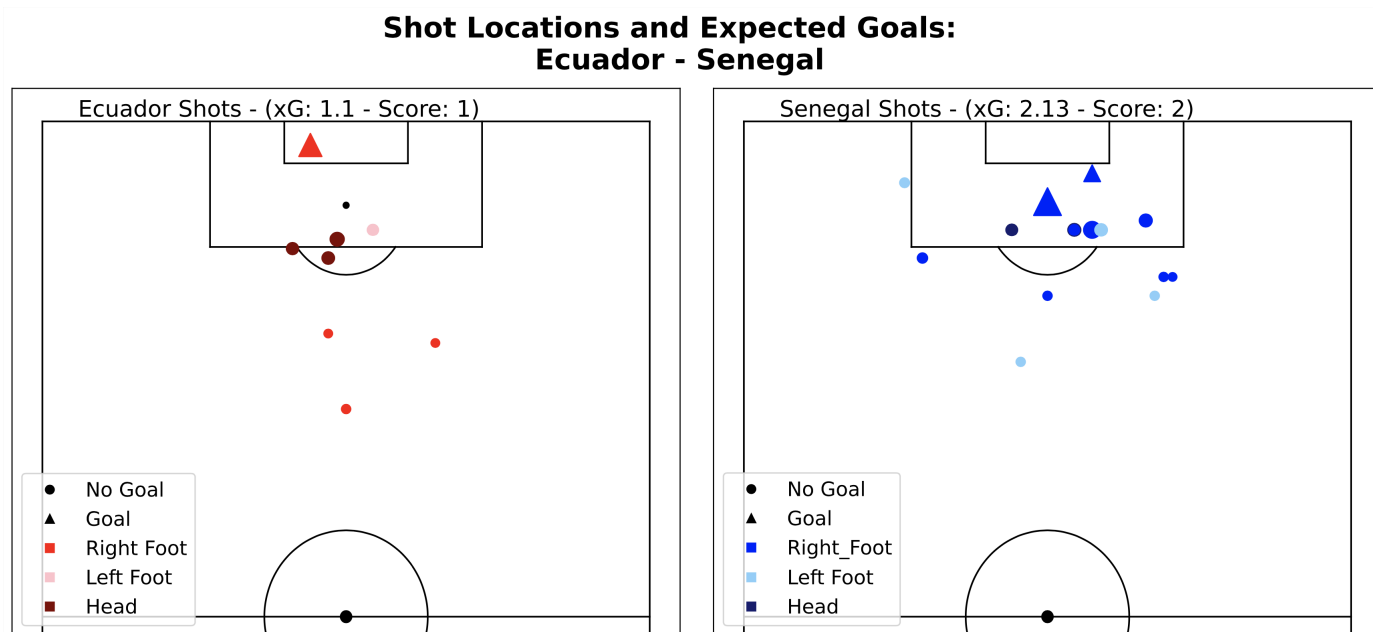 Shot Locations and Expected Goals:
Ecuador - Senegal
Ecuador Shots - (xG: 1.1 - Score: 1)
No Goal
Goal
Right Foot
Left Foot
Head
Senegal Shots - (xG: 2.13 - Score: 2)
No Goal
Goal
Right_Foot
Left Foot
Head